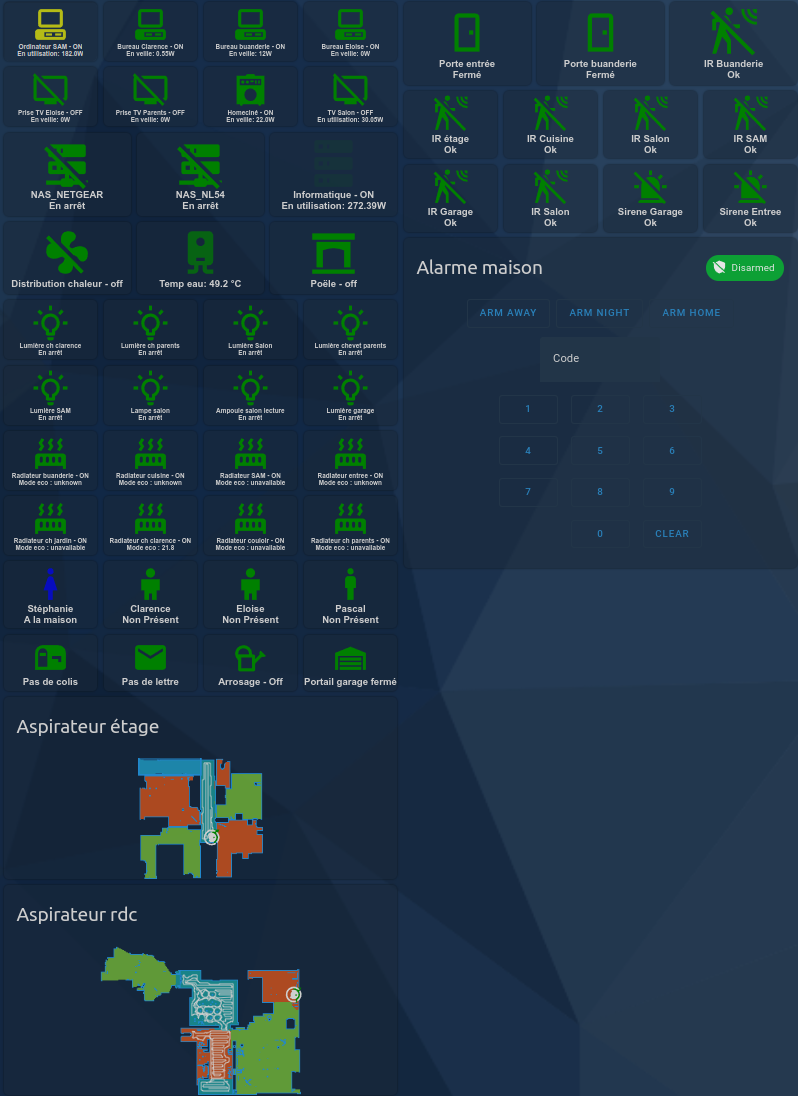 Ordinateur SAM - ON
En utilisation: 182.0W
Bureau Clarence - ON
En veille: 0.55W
Bureau buanderie - ON
En veille: 12W
Bureau Eloise - ON
En veille: 0W
Prise TV Eloise - OFF
En veille: 0W
Prise TV Parents - OFF
En veille: 0W
Homeciné - ON
En veille: 22.0W
TV Salon - OFF
En utilisation: 30.05W
NAS_NETGEAR
En arrêt
NAS_NL54
En arrêt
Informatique - ON
En utilisation: 272.39W
Distribution chaleur - off
Temp eau: 49.2 °C
Poële - off
Lumière ch clarence
En arrêt
Lumière ch parents
En arrêt
Lumière Salon
En arrêt
Lumière chevet parents
En arrêt
Lumière SAM
En arrêt
Lampe salon
En arrêt
Ampoule salon lecture
En arrêt
Lumière garage
En arrêt
Radiateur buanderie - ON
Mode eco : unknown
Radiateur cuisine - ON
Mode eco : unknown
Radiateur SAM - ON
Mode eco : unavailable
Radiateur entree - ON
Mode eco : unknown
Radiateur ch jardin - ON
Mode eco : unavailable
Radiateur ch clarence - ON
Mode eco : 21.8
Radiateur couloir - ON
Mode eco : unavailable
Radiateur ch parents - ON
Mode eco : unavailable
Stéphanie
A la maison
Clarence
Non Présent
Eloise
Non Présent
Pascal
Non Présent
Pas de colis
Pas de lettre
Arrosage - Off
Portail garage fermé
Aspirateur étage
Aspirateur rdc
Porte entrée
Fermé
Porte buanderie
Fermé
IR Buanderie
Ok
IR étage
Ok
IR Cuisine
Ok
IR Salon
Ok
IR SAM
Ok
IR Garage
Ok
IR Salon
Ok
Sirene Garage
Ok
Sirene Entree
Ok
Alarme maison
Disarmed
ARM AWAY
ARM NIGHT
ARM HOME
Code
1 2 3
4 5 6
7 8 9
0 CLEAR